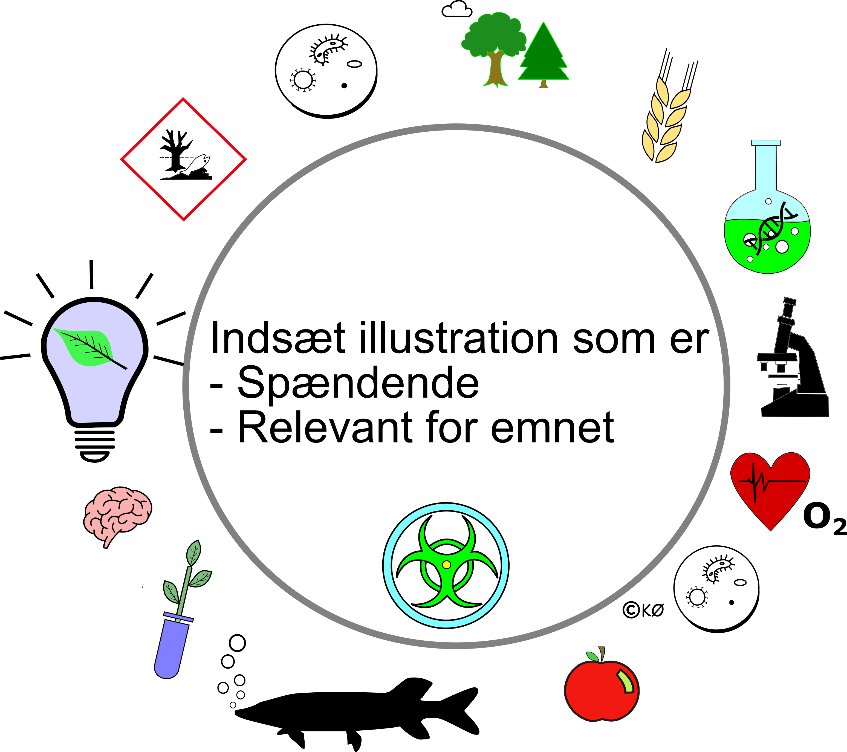 Indsæt illustration som er
- Spændende
- Relevant for emnet
O₂
©KØ